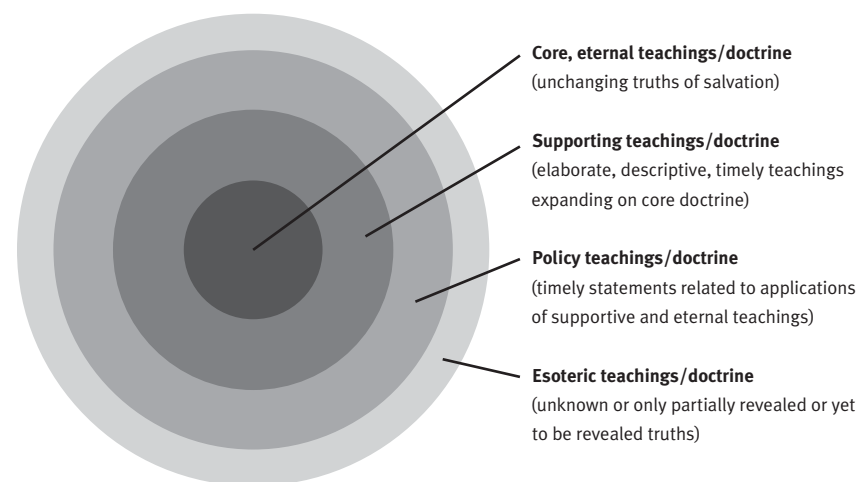 Core, eternal teachings/doctrine
(unchanging truths of salvation)
Supporting teachings/doctrine
(elaborate, descriptive, timely teachings
expanding on core doctrine)
Policy teachings/doctrine
(timely statements related to applications
of supportive and eternal teachings)
Esoteric teachings/doctrine
(unknown or only partially revealed or yet
to be revealed truths)